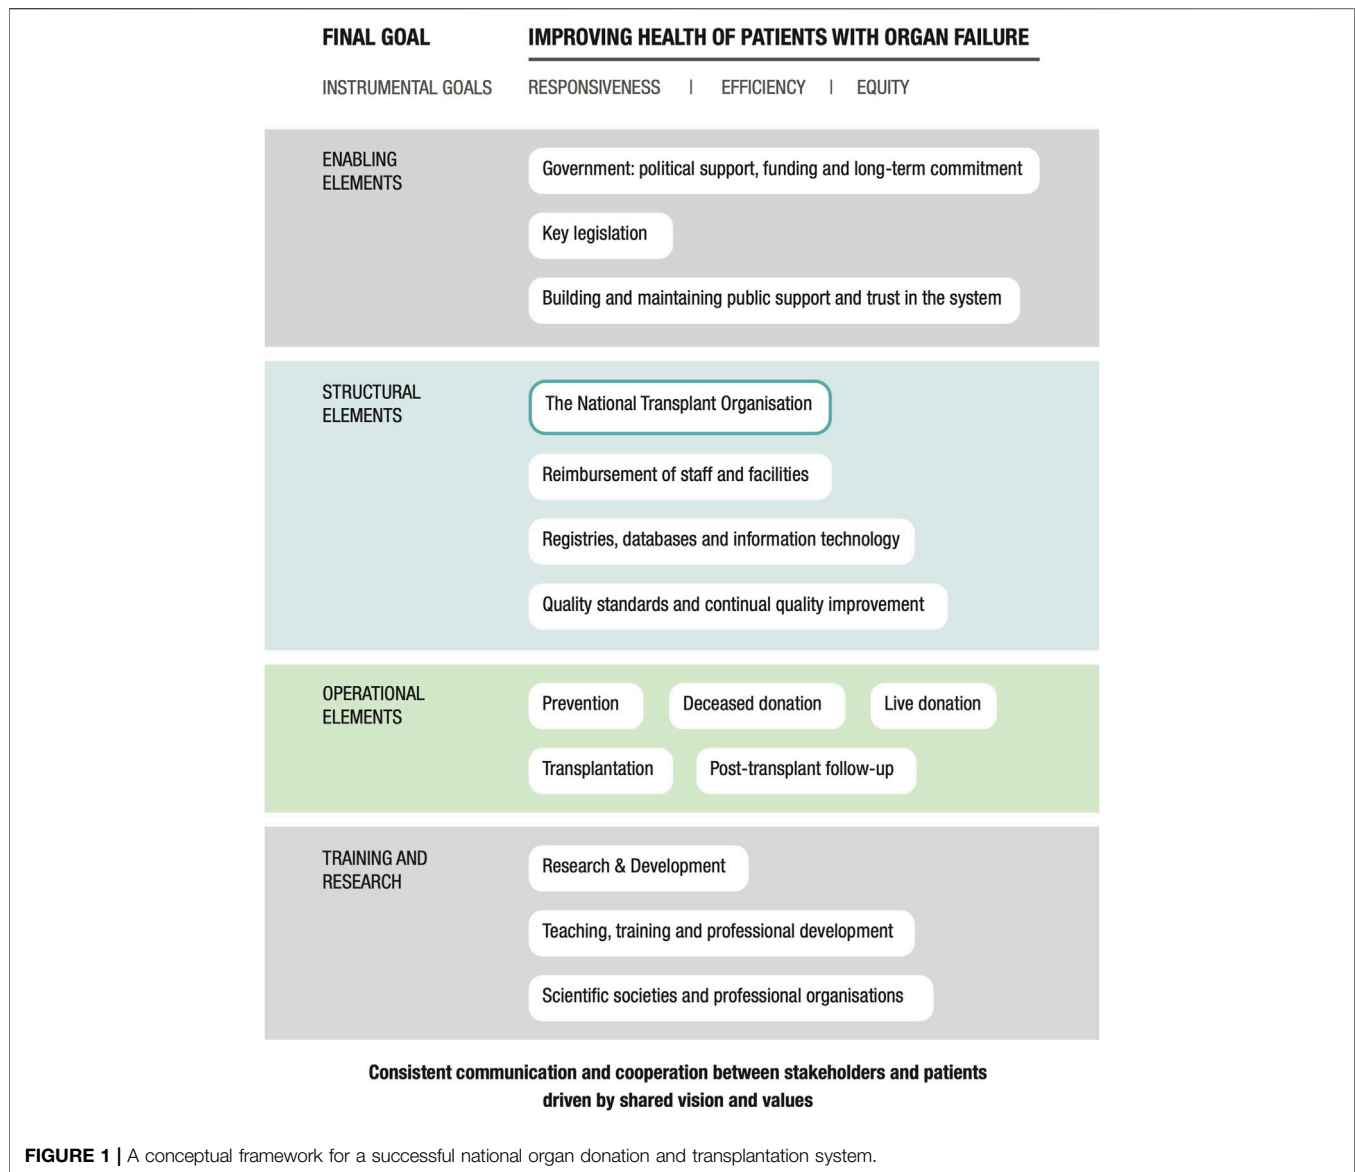 FINAL GOAL IMPROVING HEALTH OF PATIENTS WITH ORGAN FAILURE
INSTRUMENTAL GOALS RESPONSIVENESS | EFFICIENCY | EQUITY
ENABLING
ELEMENTS
Government: political support, funding and long-term commitment
Key legislation
Building and maintaining public support and trust in the system
STRUCTURAL
ELEMENTS
The National Transplant Organisation
Reimbursement of staff and facilities
Registries, databases and information technology
Quality standards and continual quality improvement
OPERATIONAL
ELEMENTS
Prevention Deceased donation Live donation
Transplantation Post-transplant follow-up
TRAINING AND
RESEARCH
Research & Development
Teaching, training and professional development
Scientific societies and professional organisations
Consistent communication and cooperation between stakeholders and patients
driven by shared vision and values
FIGURE 1 | A conceptual framework for a successful national organ donation and transplantation system.